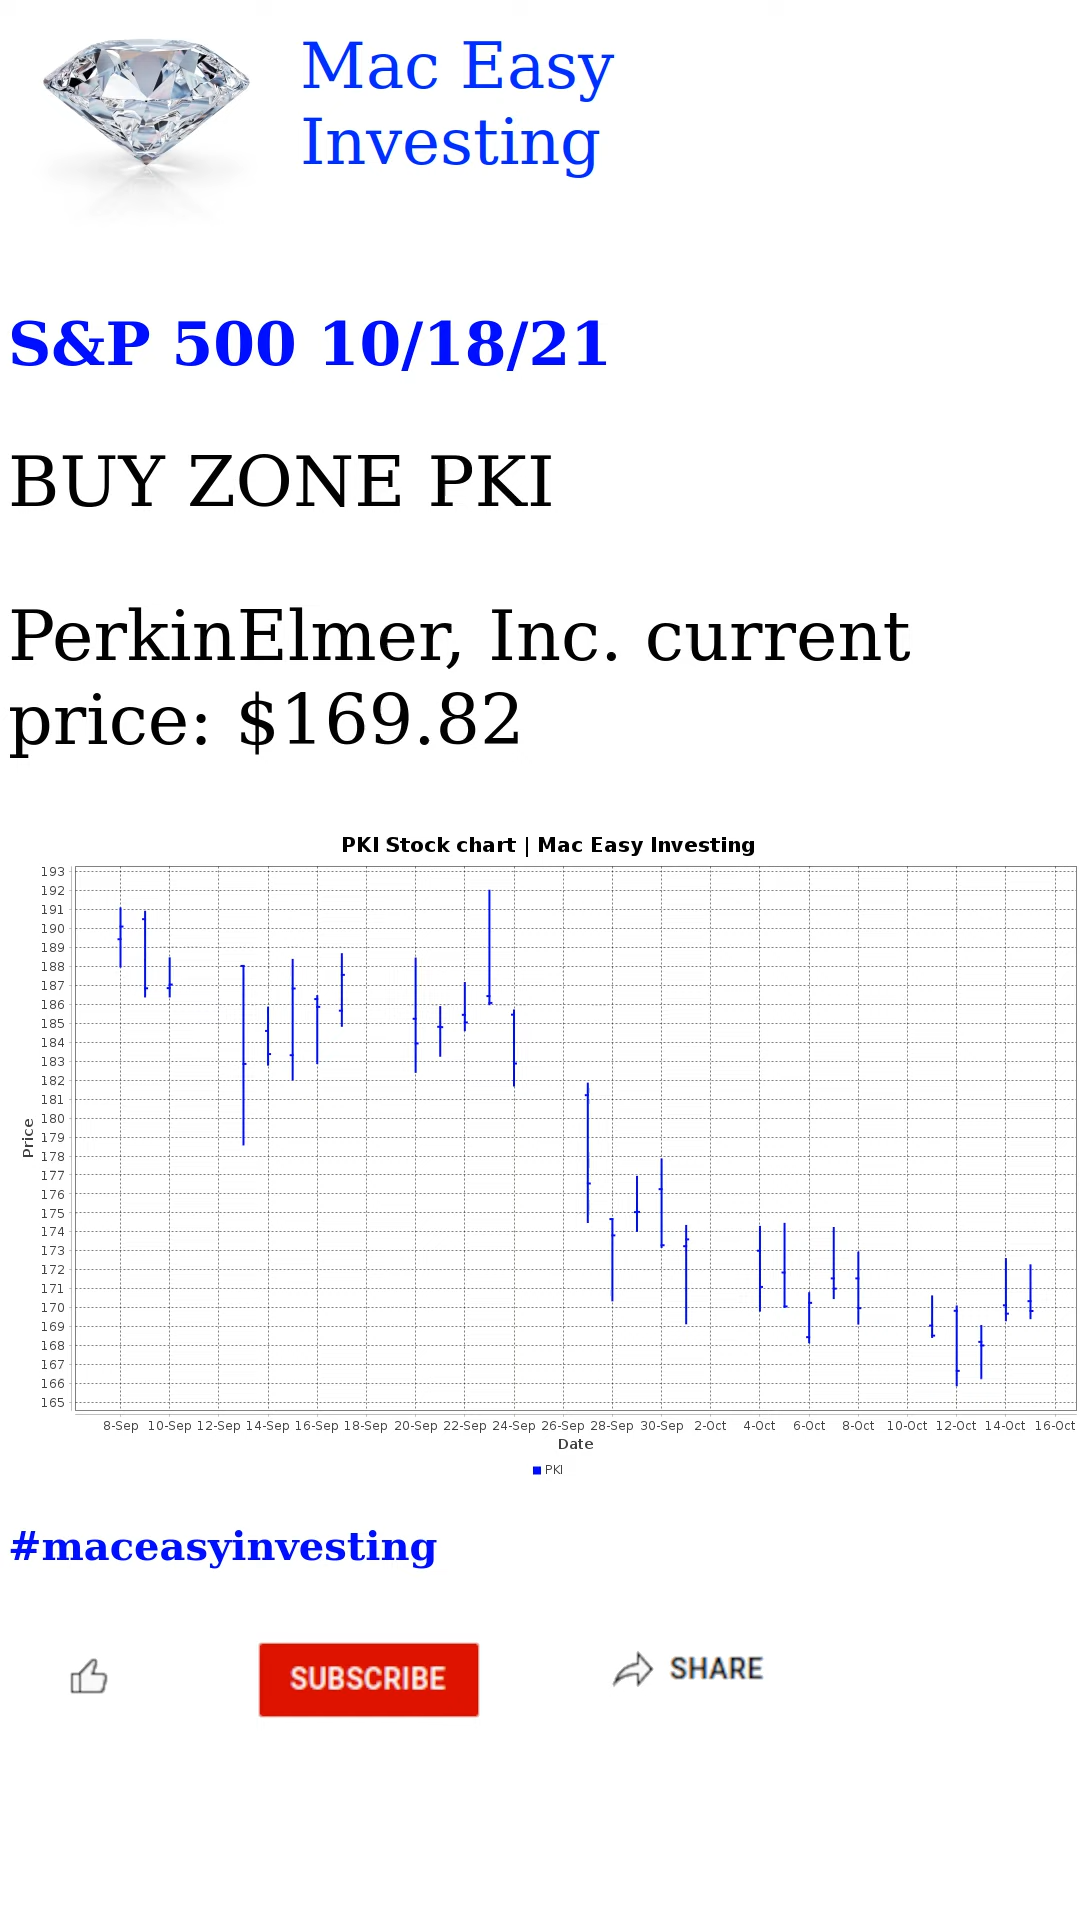 Mac Easy
Investing
S&P 500 10/18/21
BUY ZONE PKI
PerkinElmer, Inc. current
price: $169.82
PKI Stock chart | Mac Easy Investing
193
192
191
190
189
188
187
186
185
184
183
182
181
180
179
178
177
176
175
174
173
172
171
170
169
168
167
166
165
Price
8-Sep 10-Sep 12-Sep 14-Sep 16-Sep 18-Sep 20-Sep 22-Sep 24-Sep 26-Sep 28-Sep 30-Sep 2-Oct 4-Oct 6-Oct 8-Oct 10-Oct 12-Oct 14-Oct 16-Oct
Date
PKI
#maceasyinvesting
SUBSCRIBE
SHARE